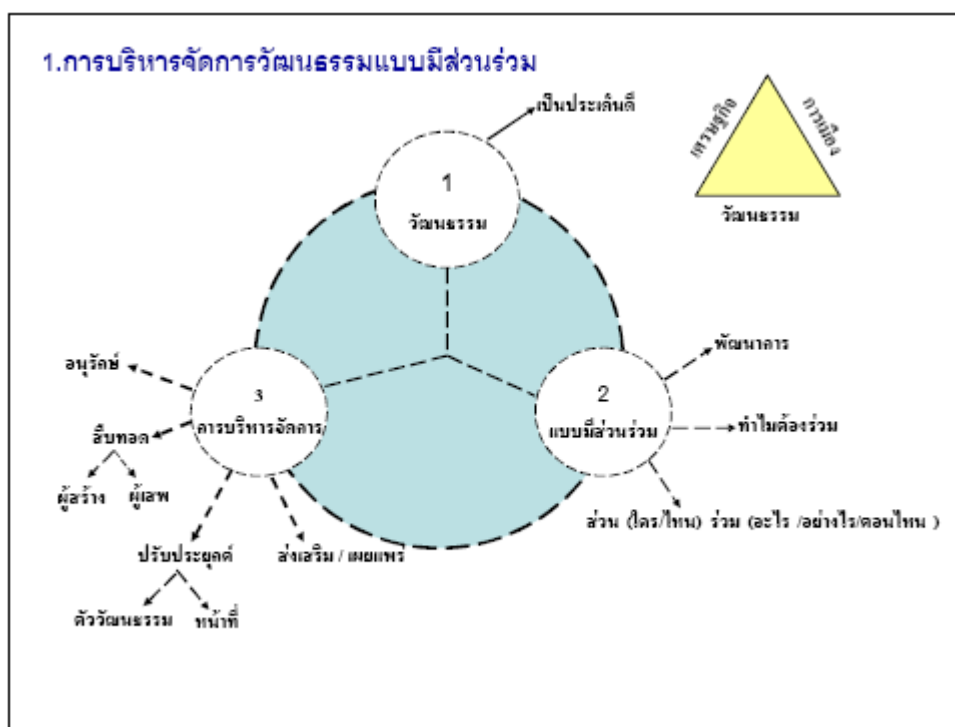 1.การบริหารจัดการวัฒนธรรมแบบมีส่วนร่วม
เป็นประเด็นดี
เศรษฐกิจ
การเมือง
วัฒนธรรม
1
วัฒนธรรม
พัฒนาการ
อนุรักษ์
3
การบริหารจัดการ
2
แบบมีส่วนร่วม
ทำไมต้องร่วม
สืบทอด
ผู้สร้าง
ผู้เสพ
ส่วน (ใคร/ไหน) ร่วม (อะไร /อย่างไร/ตอนไหน )
ปรับประยุกต์
ส่งเสริม / เผยแพร่
ตัววัฒนธรรม
หน้าที่